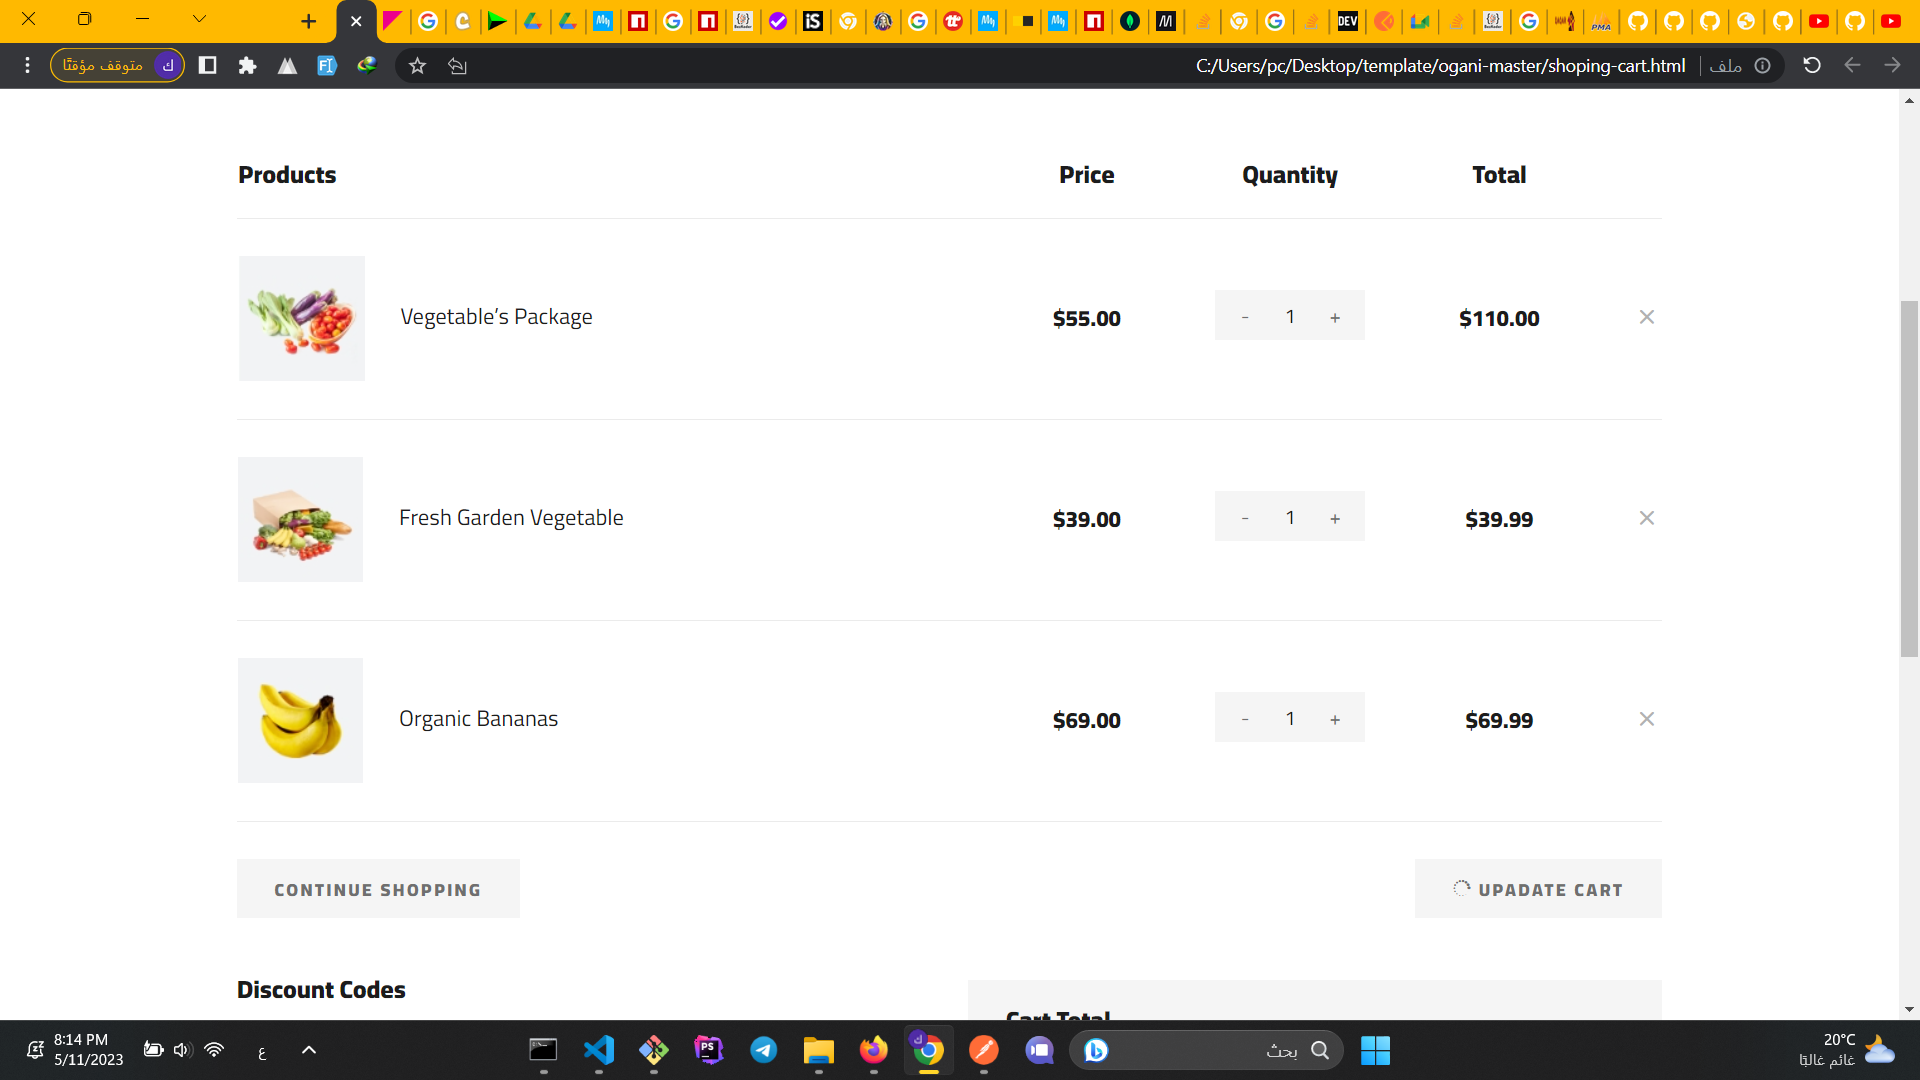 متوقف مؤقتًا
ك
C:/Users/pc/Desktop/template/ogani-master/shoping-cart.html
ملف
Products Price Quantity Total
Vegetable’s Package $55.00 - 1 + $110.00
Fresh Garden Vegetable $39.00 - 1 + $39.99
Organic Bananas $69.00 - 1 + $69.99
CONTINUE SHOPPING
UPADATE CART
Discount Codes
Cart Total
8:14 PM
5/11/2023
ع
بحث
20°C
غائم غالبًا